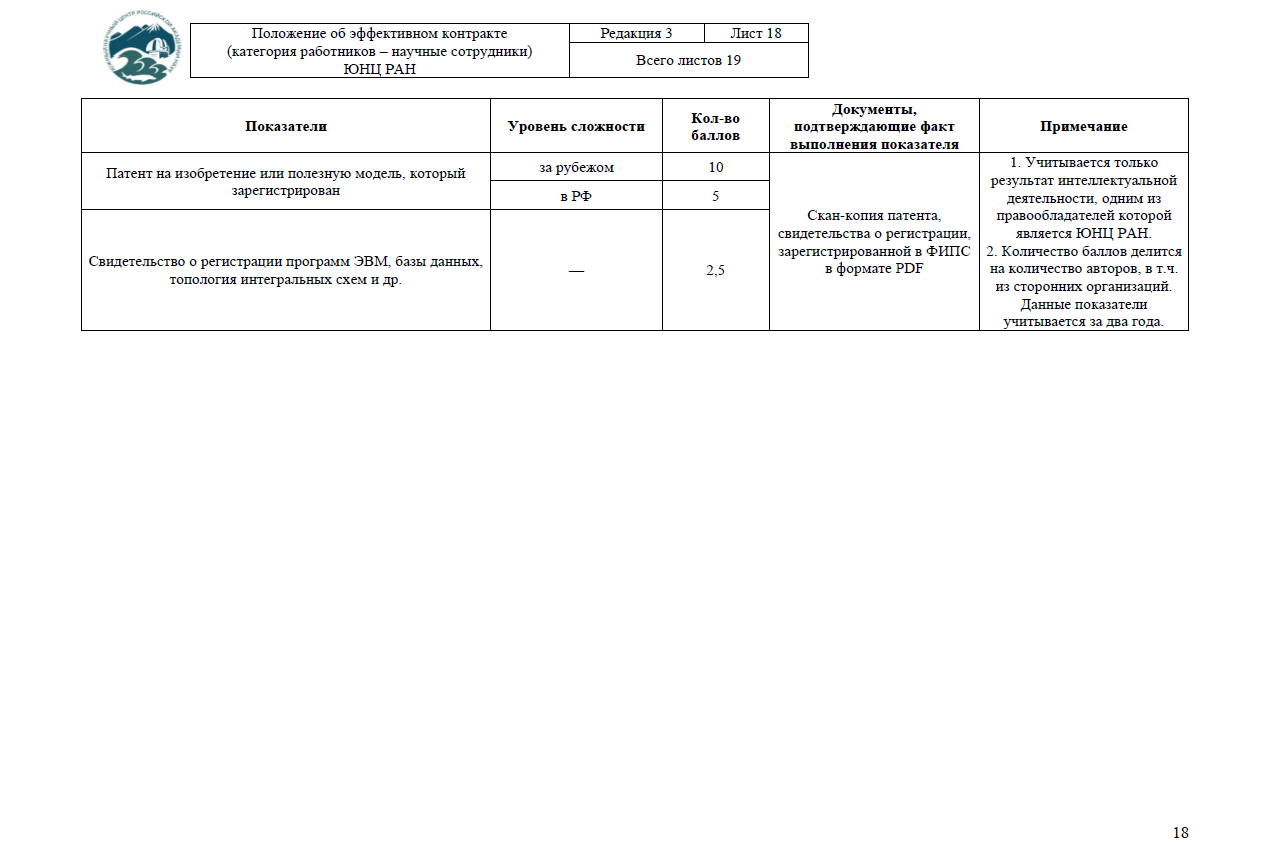 Положение об эффективном контракте
(категория работников – научные сотрудники)
ЮНЦ РАН
Редакция 3
Лист 18
Всего листов 19
Показатели
Уровень сложности
Кол-во
баллов
Документы,
подтверждающие факт
выполнения показателя
Примечание
Патент на изобретение или полезную модель, который
зарегистрирован
за рубежом
10
в РФ
5
Свидетельство о регистрации программ ЭВМ, базы данных,
топология интегральных схем и др.
—
2,5
Скан-копия патента,
свидетельства о регистрации,
зарегистрированной в ФИПС
в формате PDF
1. Учитывается только
результат интеллектуальной
деятельности, одним из
правообладателей которой
является ЮНЦ РАН.
2. Количество баллов делится
на количество авторов, в т.ч.
из сторонних организаций.
Данные показатели
учитывается за два года.
18